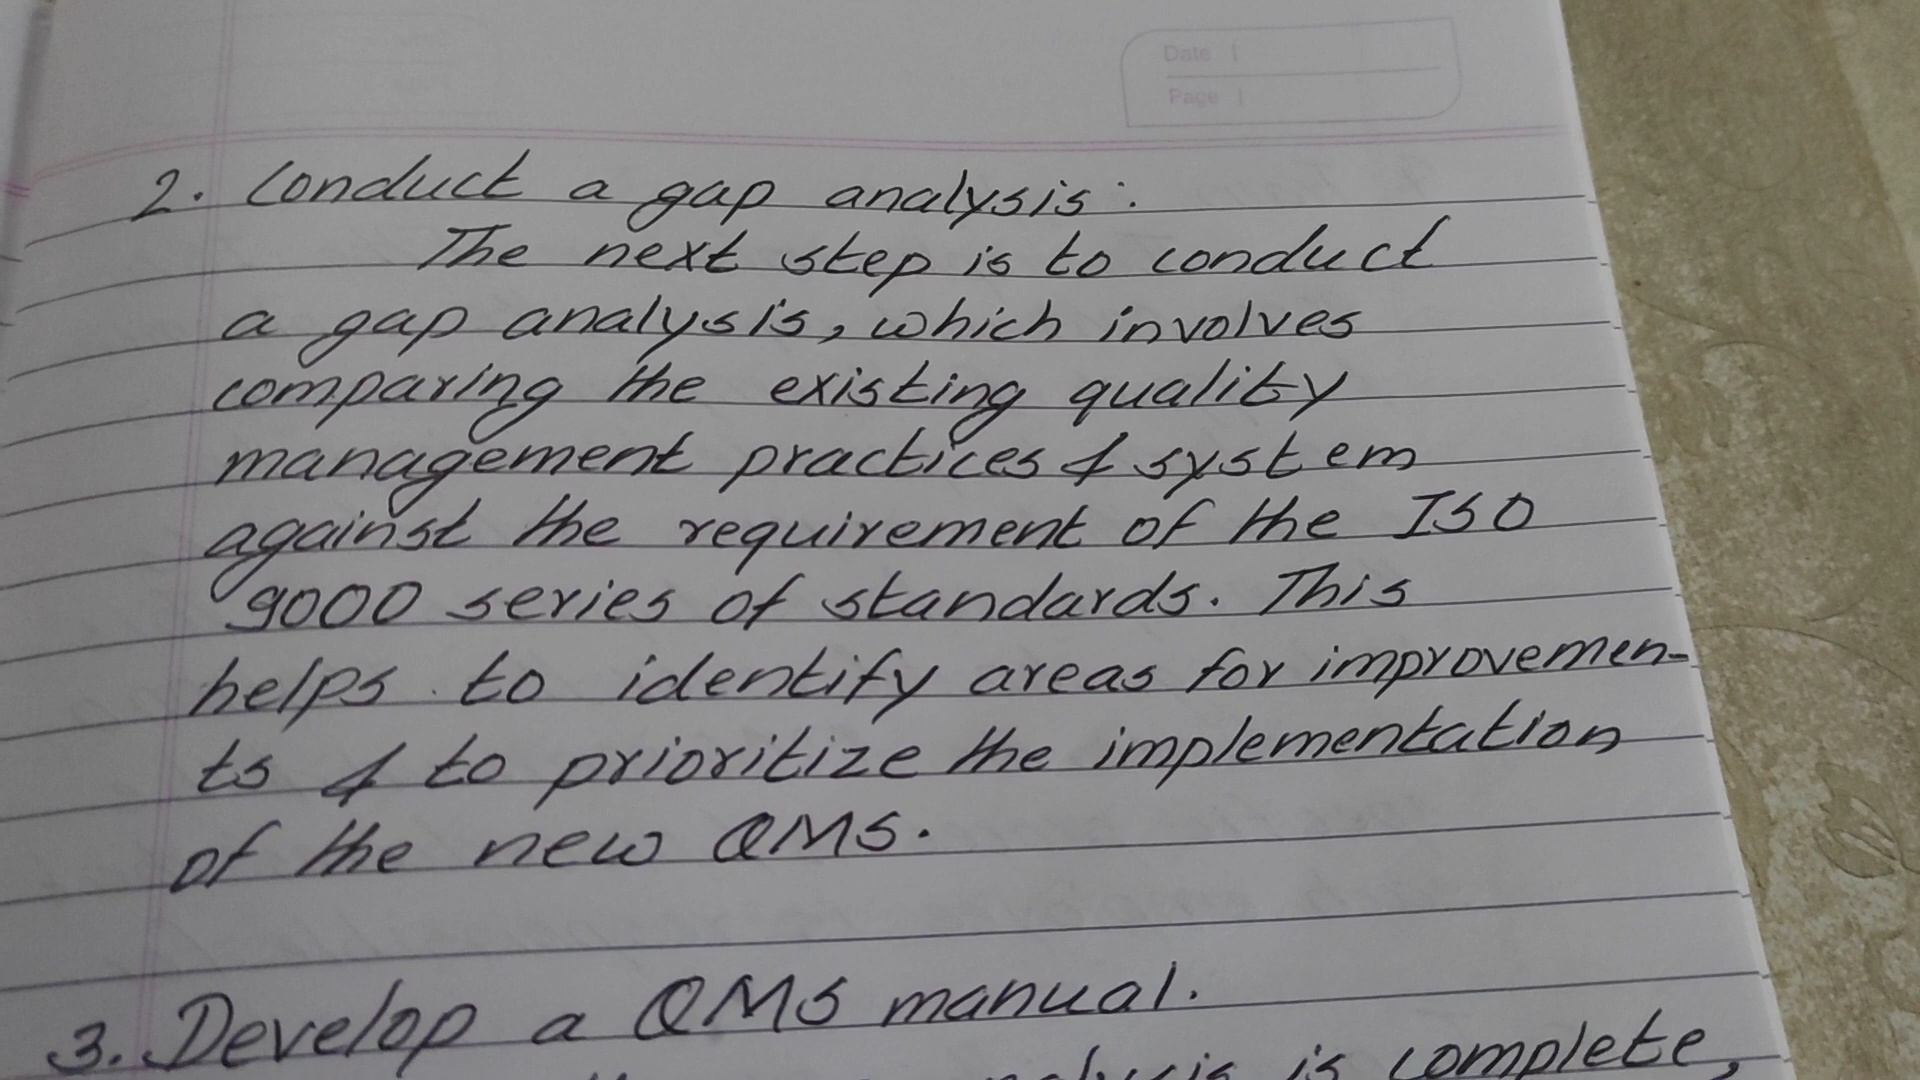 Date
Page
2. Conduct a gap analysis:
The next step is to conduct
a gap analysis, which involves
comparing the existing quality
management practices & system
against the requirement of the ISO
9000 series of standards. This
helps to identify areas for improvemen-
ts & to prioritize the implementation
of the new QMS.
3. Develop a QMS manual.
is complete,